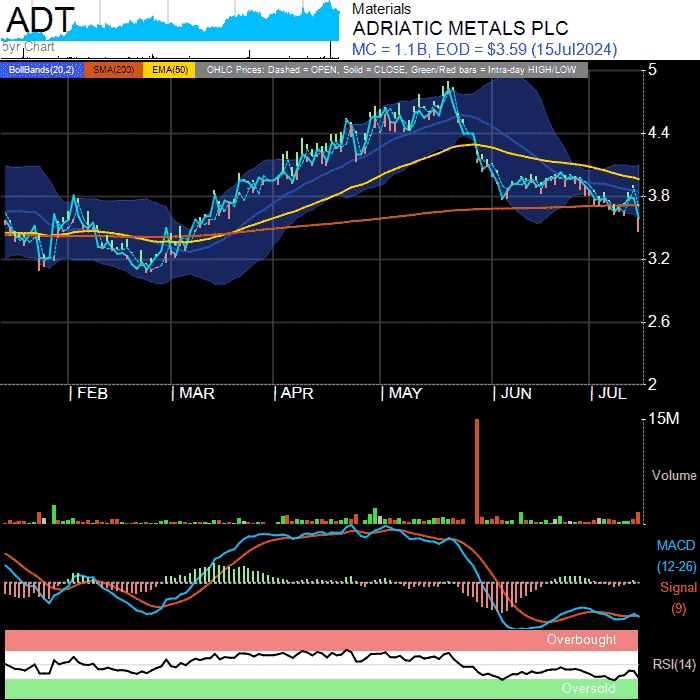 ADT
5yr Chart
Materials
ADRIATIC METALS PLC
MC = 1.1B, EOD = $3.59 (15Jul2024)
BollBands(20,2) SMA(200) EMA(50) OHLC Prices: Dashed = OPEN, Solid = CLOSE, Green/Red bars = Intra-day HIGH/LOW
5
4.4
3.8
3.2
2.6
2
FEB MAR APR MAY JUN JUL
15M
Volume
MACD
(12-26)
Signal
(9)
Overbought
RSI(14)
Oversold